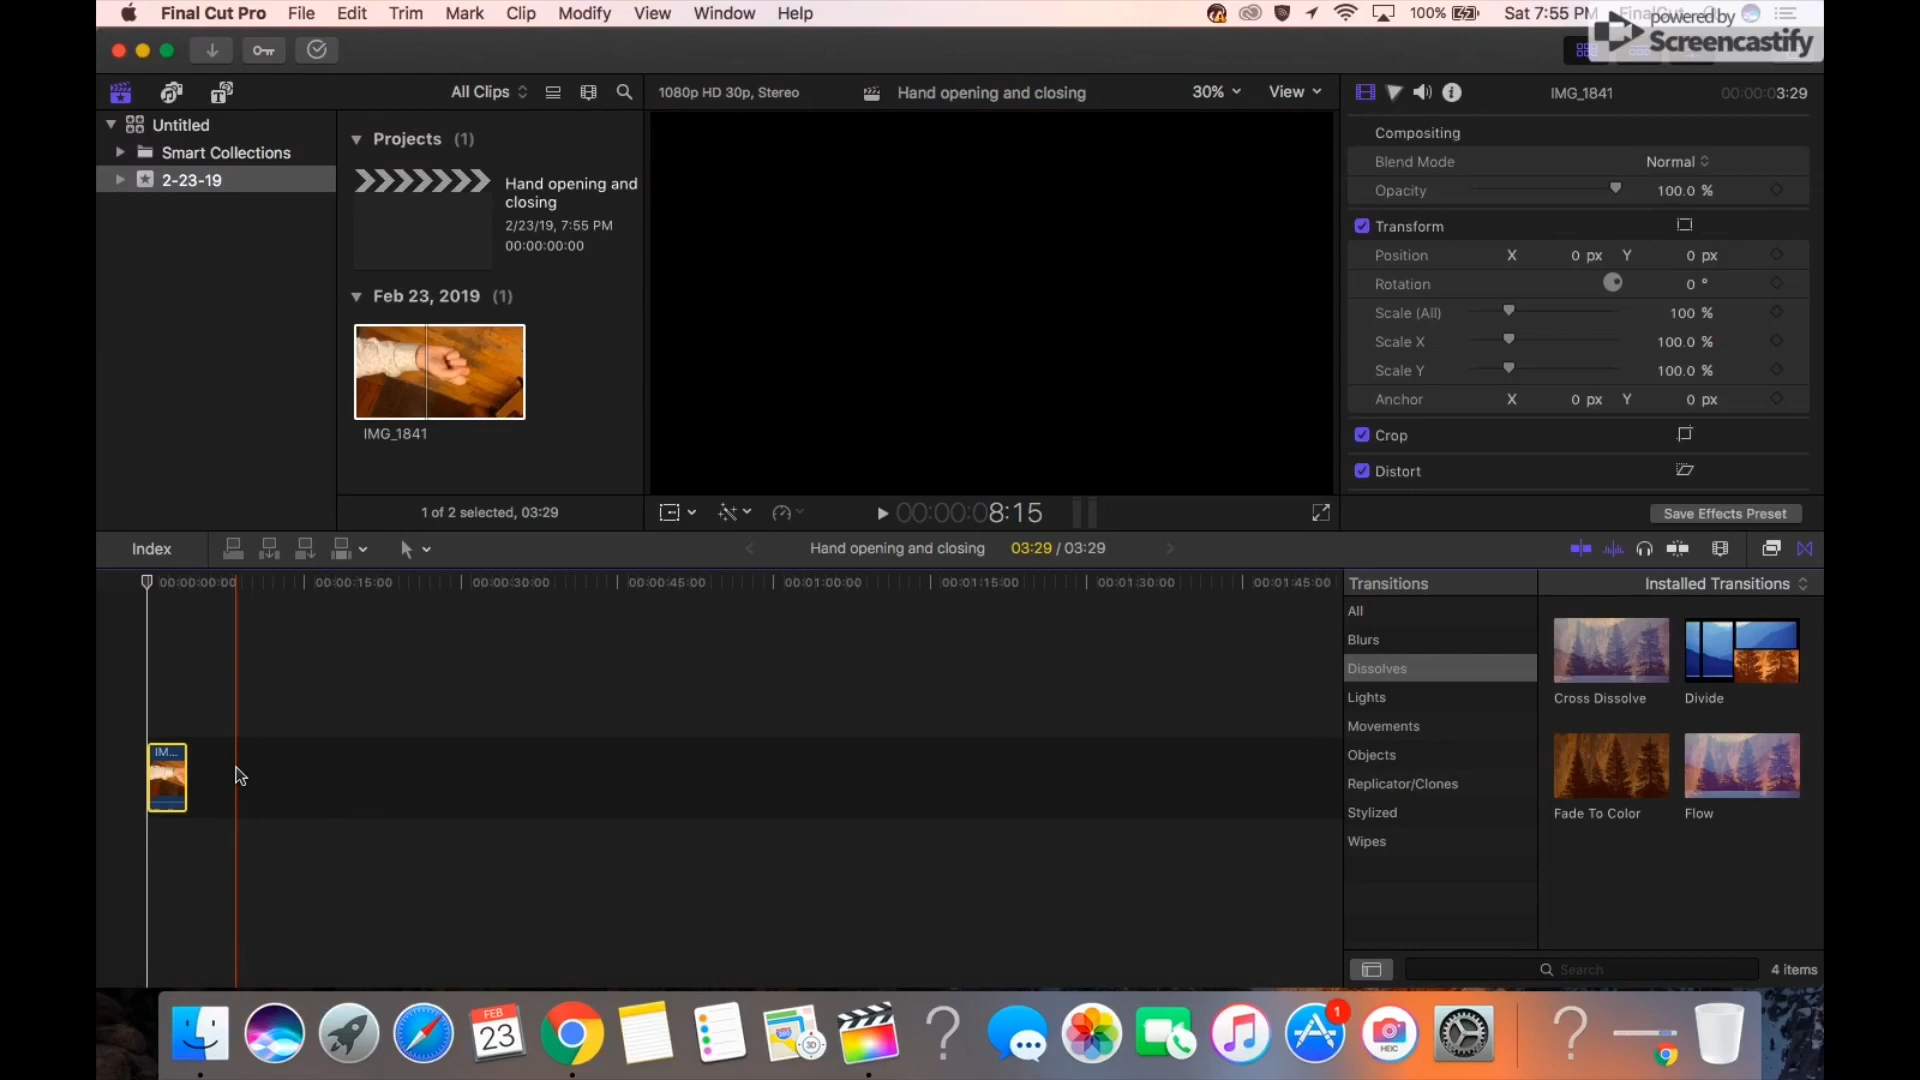 Final Cut Pro File Edit Trim Mark Clip Modify View Window Help 100% Sat 7:55 PM
powered by
Screencastify
All Clips 1080p HD 30p, Stereo Hand opening and closing 30% View IMG_1841 00:00:03:29
Untitled
Smart Collections
2-23-19
Projects (1)
Hand opening and
closing
2/23/19, 7:55 PM
00:00:00:00
Feb 23, 2019 (1)
IMG_1841
1 of 2 selected, 03:29
00:00:08:15
Compositing
Blend Mode Normal
Opacity 100.0 %
Transform
Position X 0 px Y 0 px
Rotation 0 °
Scale (All) 100 %
Scale X 100.0 %
Scale Y 100.0 %
Anchor X 0 px Y 0 px
Crop
Distort
Save Effects Preset
Index Hand opening and closing 03:29 / 03:29
00:00:00:00 00:00:15:00 00:00:30:00 00:00:45:00 00:01:00:00 00:01:15:00 00:01:30:00 00:01:45:00
IM...
Transitions Installed Transitions
All
Blurs
Dissolves
Lights
Movements
Objects
Replicator/Clones
Stylized
Wipes
Cross Dissolve Divide
Fade To Color Flow
Search 4 items
FEB
23
3D
1
HEIC